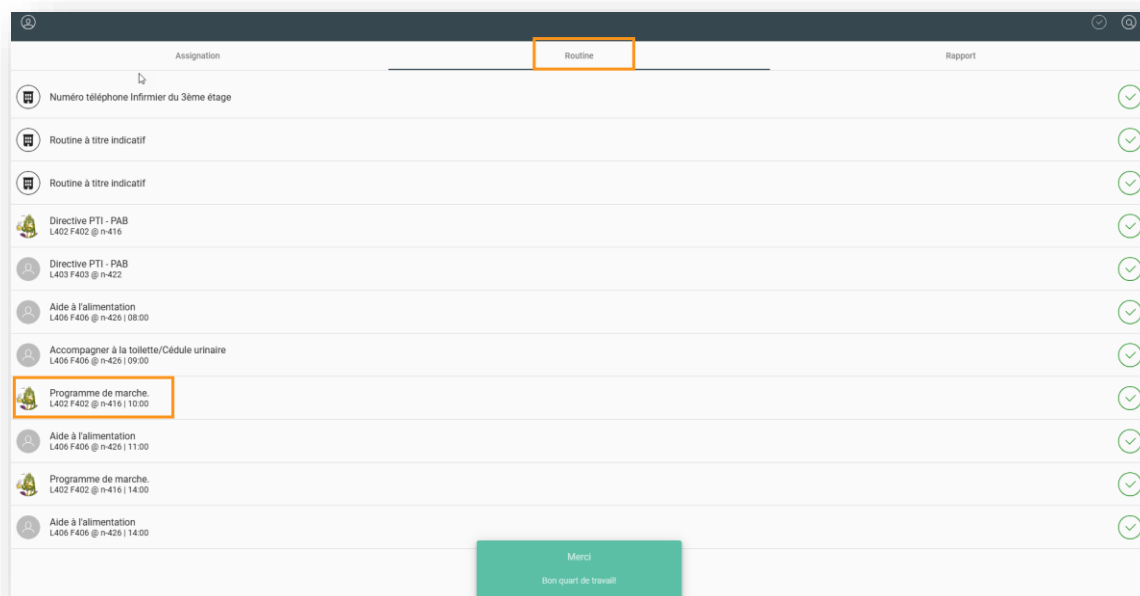 Assignation
Routine
Rapport
Numéro téléphone Infirmier du 3ème étage
Routine à titre indicatif
Routine à titre indicatif
Directive PTI - PAB
L402 F402 @ n-416
Directive PTI - PAB
L403 F403 @ n-422
Aide à l'alimentation
L406 F406 @ n-426 | 08:00
Accompagner à la toilette/Cédule urinaire
L406 F406 @ n-426 | 09:00
Programme de marche.
L402 F402 @ n-416 | 10:00
Aide à l'alimentation
L406 F406 @ n-426 | 11:00
Programme de marche.
L402 F402 @ n-416 | 14:00
Aide à l'alimentation
L406 F406 @ n-426 | 14:00
Merci
Bon quart de travail!